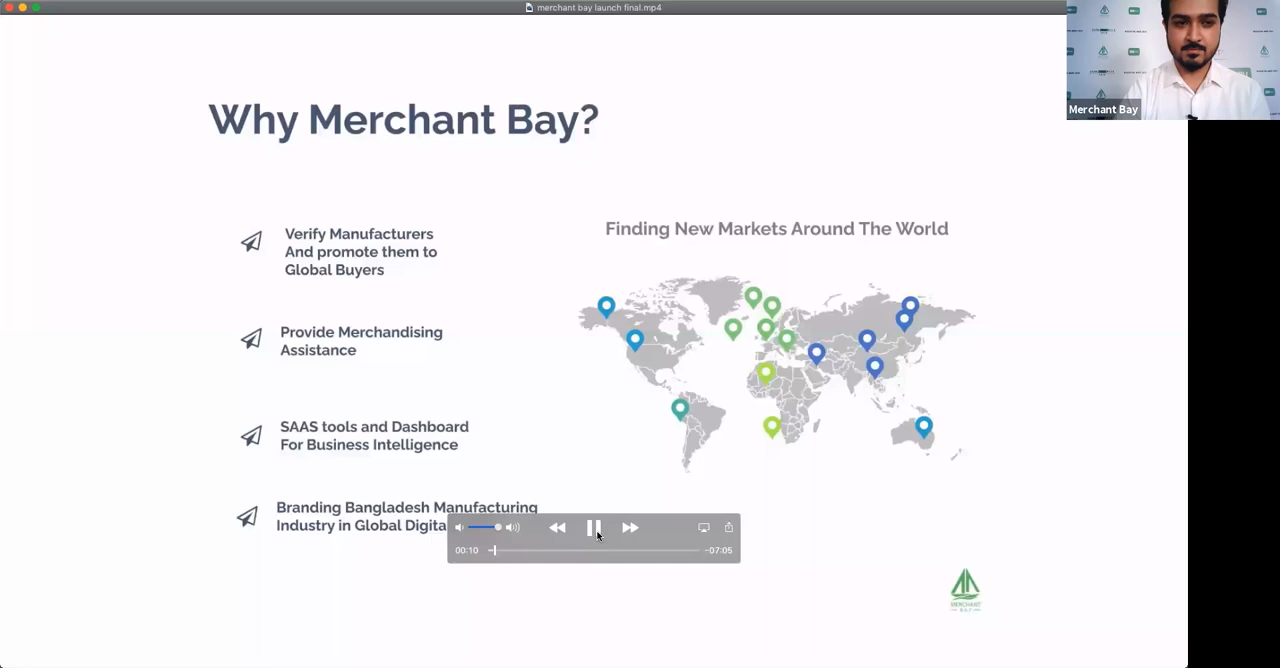 merchant bay launch final.mp4
Merchant Bay
Why Merchant Bay?
Verify Manufacturers
And promote them to
Global Buyers
Provide Merchandising
Assistance
SAAS tools and Dashboard
For Business Intelligence
Branding Bangladesh Manufacturing
Industry in Global
Finding New Markets Around The World
00:10
-07:05
MERCHANT
BAY